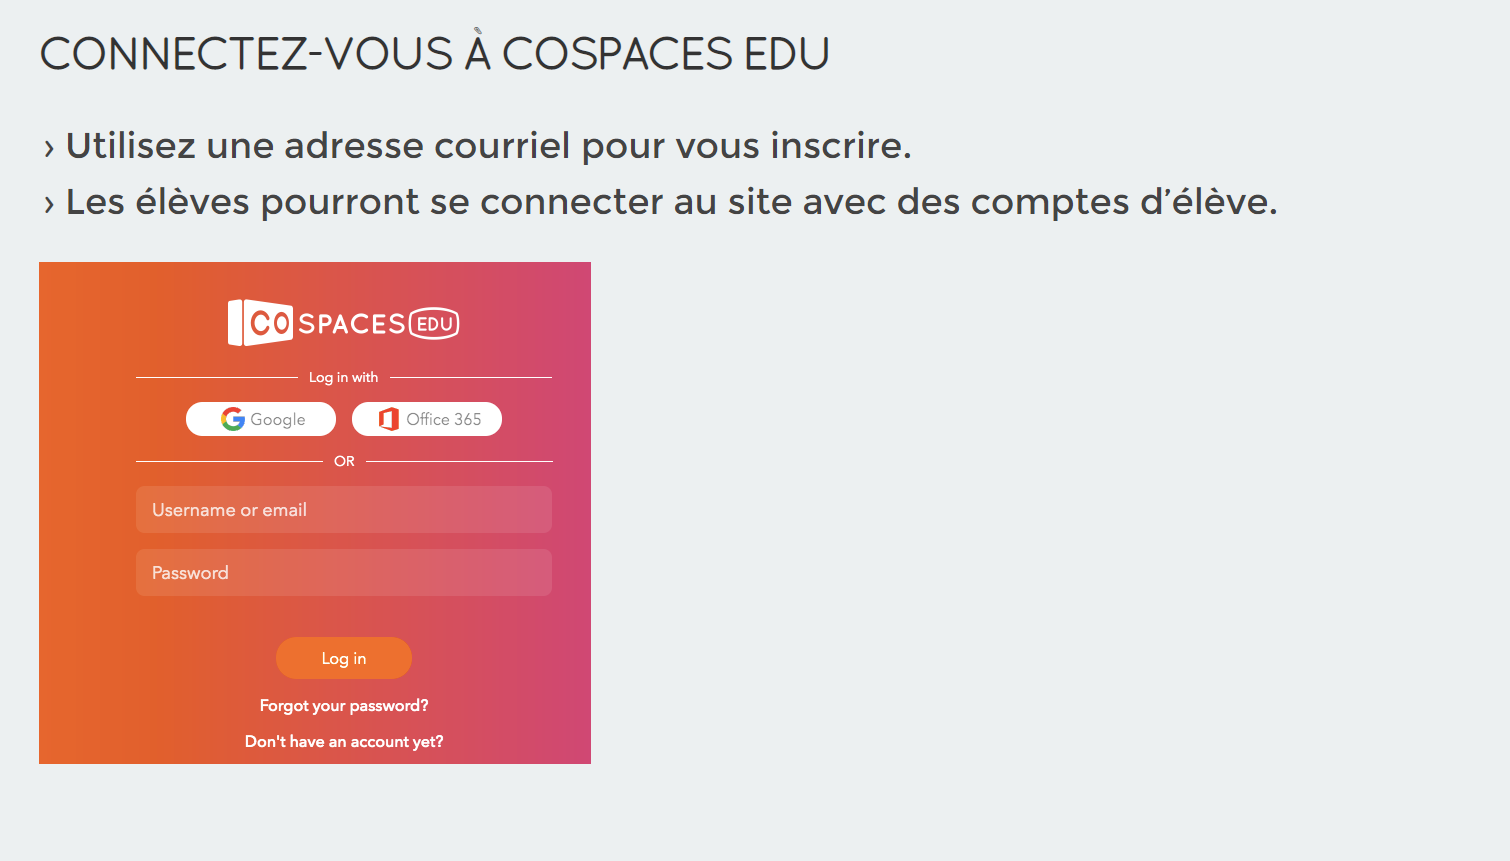 CONNECTEZ-VOUS À COSPACES EDU
› Utilisez une adresse courriel pour vous inscrire.
› Les élèves pourront se connecter au site avec des comptes d’élève.
CO SPACES EDU
Log in with
Google Office 365
OR
Username or email
Password
Log in
Forgot your password?
Don't have an account yet?